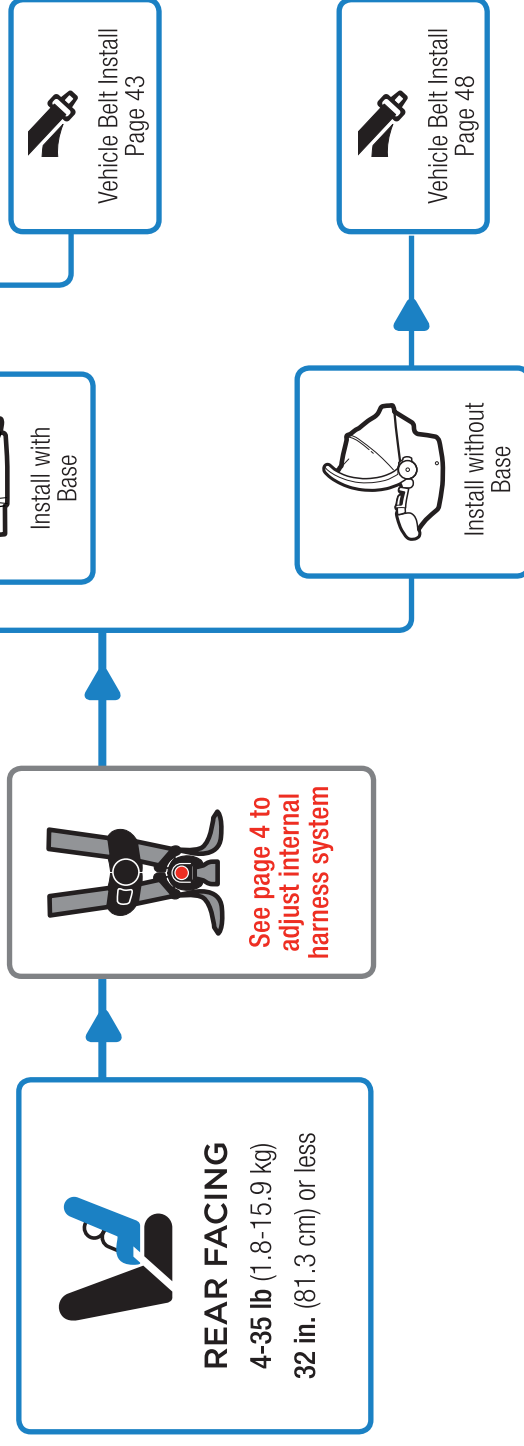 REAR FACING
4-35 lb (1.8-15.9 kg)
32 in. (81.3 cm) or less
See page 4 to
adjust internal
harness system
Install with
Base
Vehicle Belt Install
Page 43
Install without
Base
Vehicle Belt Install
Page 48